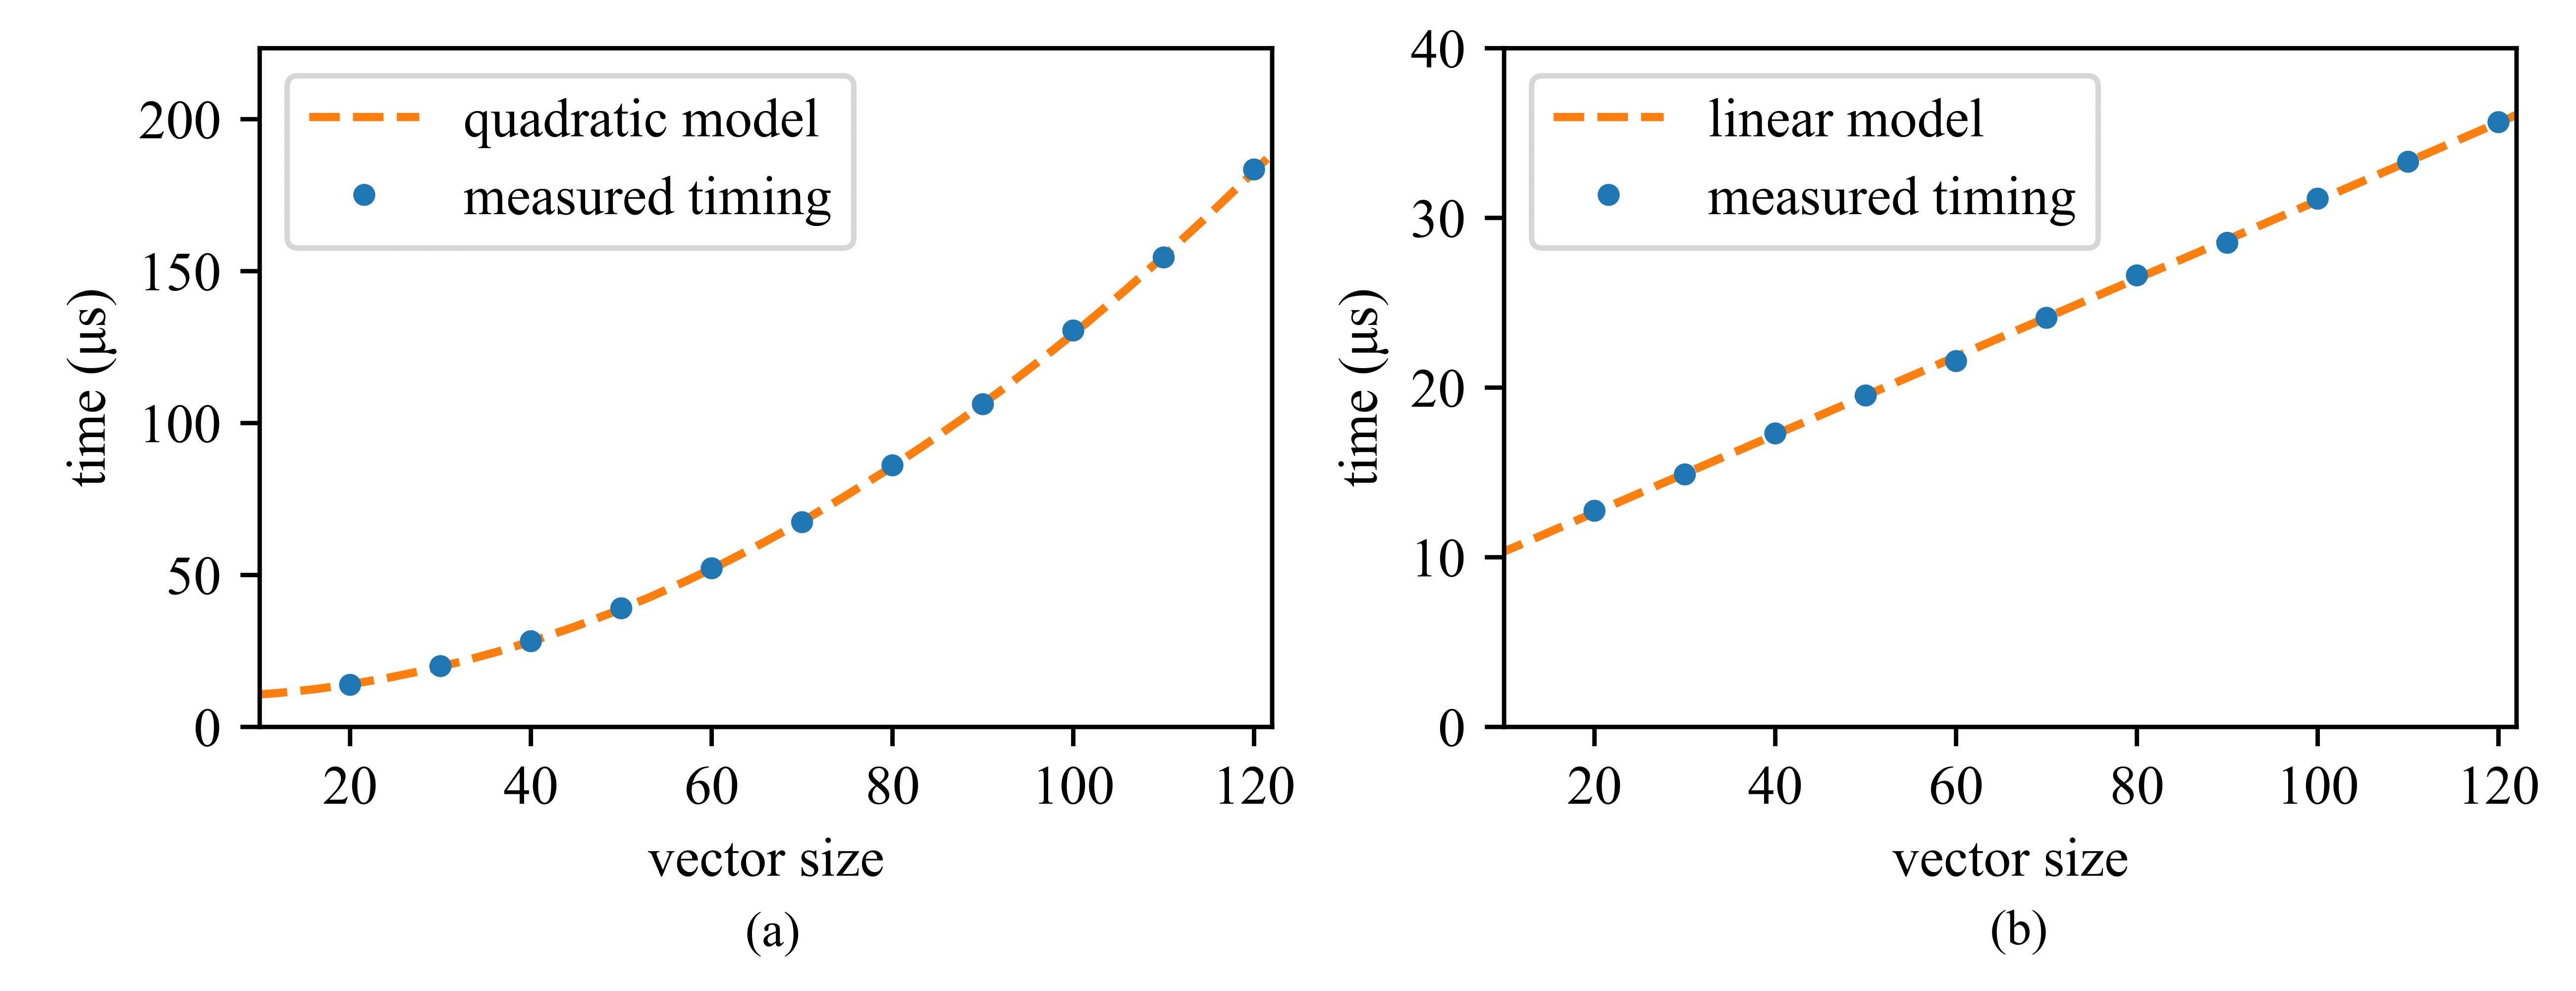 quadratic model
measured timing
200
150
100
50
0
time (μs)
20 40 60 80 100 120
vector size
(a)
linear model
measured timing
40
30
20
10
0
time (μs)
20 40 60 80 100 120
vector size
(b)